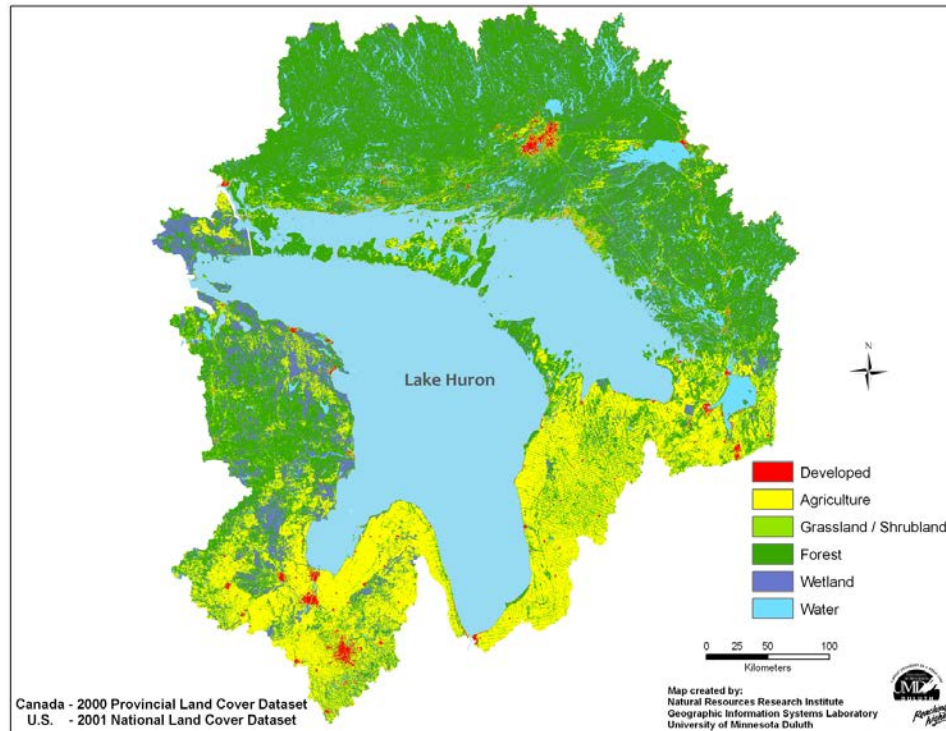 N
Lake Huron
Developed
Agriculture
Grassland / Shrubland
Forest
Wetland
Water
0 25 50 100
Kilometers
Canada - 2000 Provincial Land Cover Dataset
U.S. - 2001 National Land Cover Dataset
Map created by:
Natural Resources Research Institute
Geographic Information Systems Laboratory
University of Minnesota Duluth
DULUTH